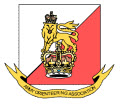 ARMY ORIENTEERING ASSOCIATION